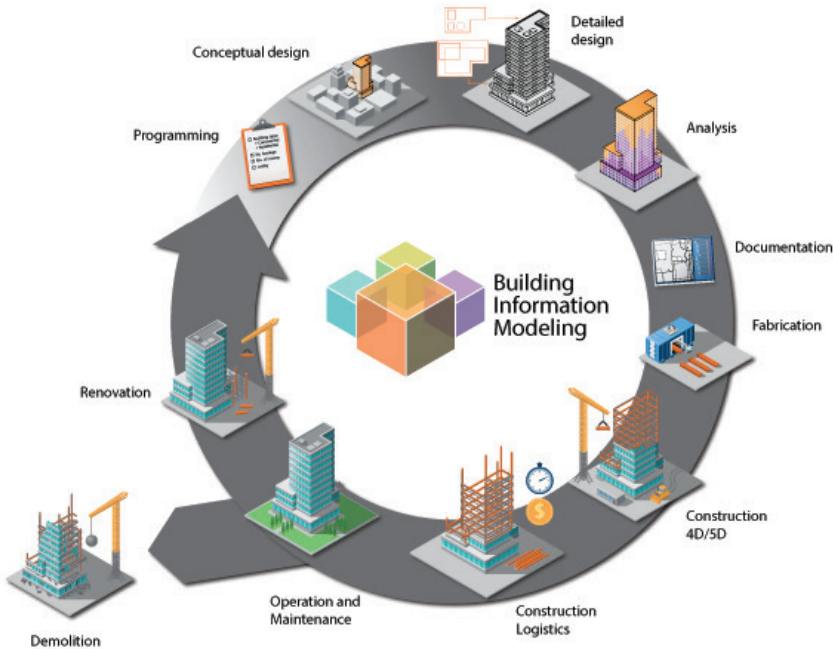 Conceptual design
Detailed
design
Programming
Analysis
Documentation
Building
Information
Modeling
Fabrication
Renovation
Construction
4D/5D
Operation and
Maintenance
Construction
Logistics
Demolition
$